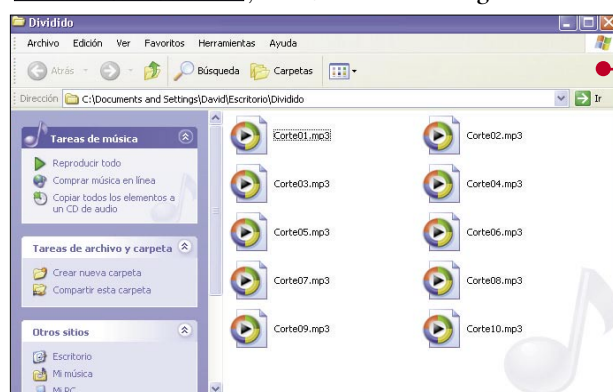 Dividido
Archivo Edición Ver Favoritos Herramientas Ayuda
Atrás Búsqueda Carpetas
Dirección C:\Documents and Settings\David\Escritorio\Dividido Ir
Tareas de música
Reproducir todo
Comprar música en línea
Copiar todos los elementos a
un CD de audio
Tareas de archivo y carpeta
Crear nueva carpeta
Compartir esta carpeta
Otros sitios
Escritorio
Mi música
Mi PC
Corte01.mp3 Corte02.mp3
Corte03.mp3 Corte04.mp3
Corte05.mp3 Corte06.mp3
Corte07.mp3 Corte08.mp3
Corte09.mp3 Corte10.mp3